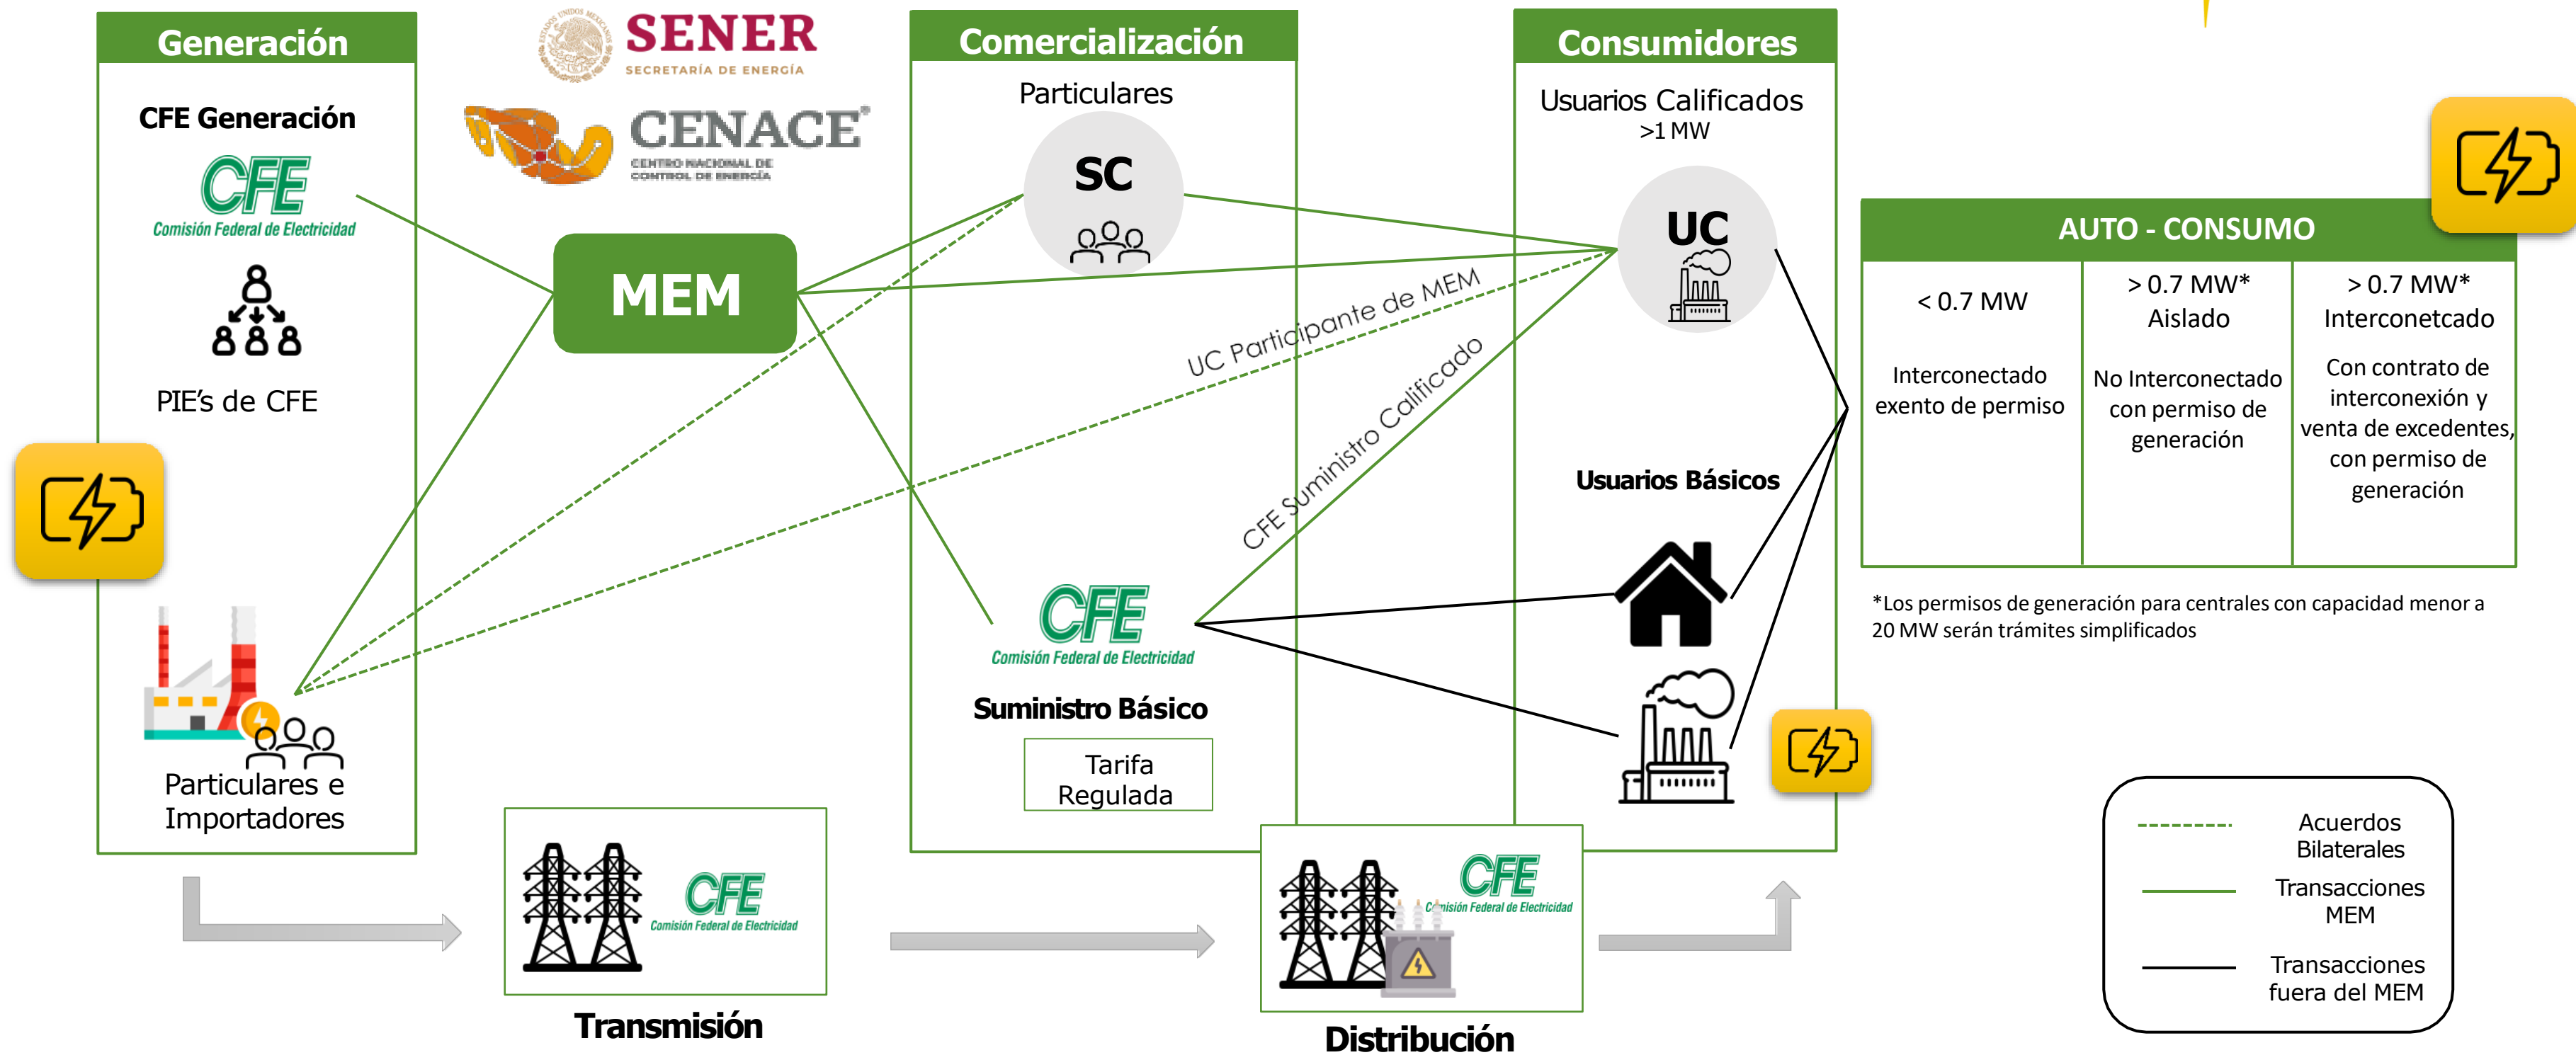 Generación
CFE Generación
CFE
Comisión Federal de Electricidad
PIE's de CFE
Particulares e
Importadores
SENER
SECRETARÍA DE ENERGÍA
CENACE®
CENTRO NACIONAL DE
CONTROL DE ENERGÍA
MEM
Comercialización
Particulares
SC
UC Participante de MEM
CFE Suministro Calificado
CFE
Comisión Federal de Electricidad
Suministro Básico
Tarifa
Regulada
Consumidores
Usuarios Calificados
>1 MW
UC
Usuarios Básicos
AUTO - CONSUMO
< 0.7 MW
Interconectado
exento de permiso
> 0.7 MW*
Aislado
No Interconectado
con permiso de
generación
> 0.7 MW*
Interconetcado
Con contrato de
interconexión y
venta de excedentes,
con permiso de
generación
*Los permisos de generación para centrales con capacidad menor a
20 MW serán trámites simplificados
CFE
Comisión Federal de Electricidad
Transmisión
CFE
Comisión Federal de Electricidad
Distribución
Acuerdos
Bilaterales
Transacciones
MEM
Transacciones
fuera del MEM